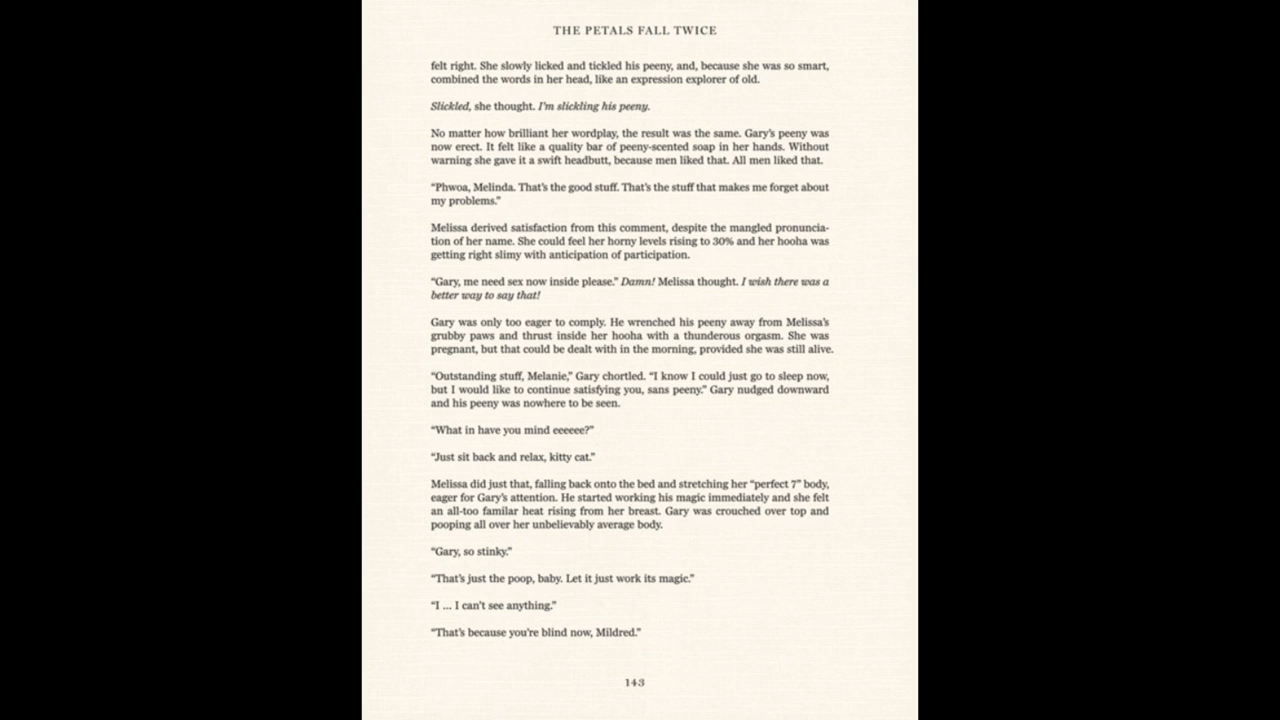 THE PETALS FALL TWICE
felt right. She slowly licked and tickled his peeny, and, because she was so smart,
combined the words in her head, like an expression explorer of old.
Slickled, she thought. I'm slickling his peeny.
No matter how brilliant her wordplay, the result was the same. Gary's peeny was
now erect. It felt like a quality bar of peeny-scented soap in her hands. Without
warning she gave it a swift headbutt, because men liked that. All men liked that.
“Phwoa, Melinda. That's the good stuff. That's the stuff that makes me forget about
my problems.”
Melissa derived satisfaction from this comment, despite the mangled pronuncia-
tion of her name. She could feel her horny levels rising to 30% and her hooha was
getting right slimy with anticipation of participation.
“Gary, me need sex now inside please.” Damn! Melissa thought. I wish there was a
better way to say that!
Gary was only too eager to comply. He wrenched his peeny away from Melissa's
grubby paws and thrust inside her hooha with a thunderous orgasm. She was
pregnant, but that could be dealt with in the morning, provided she was still alive.
“Outstanding stuff, Melanie,” Gary chortled. “I know I could just go to sleep now,
but I would like to continue satisfying you, sans peeny.” Gary nudged downward
and his peeny was nowhere to be seen.
“What in have you mind eeeeee?”
“Just sit back and relax, kitty cat.”
Melissa did just that, falling back onto the bed and stretching her “perfect 7” body,
eager for Gary's attention. He started working his magic immediately and she felt
an all-too familar heat rising from her breast. Gary was crouched over top and
pooping all over her unbelievably average body.
“Gary, so stinky.”
“That's just the poop, baby. Let it just work its magic.”
“I ... I can't see anything.”
“That's because you're blind now, Mildred.”
143